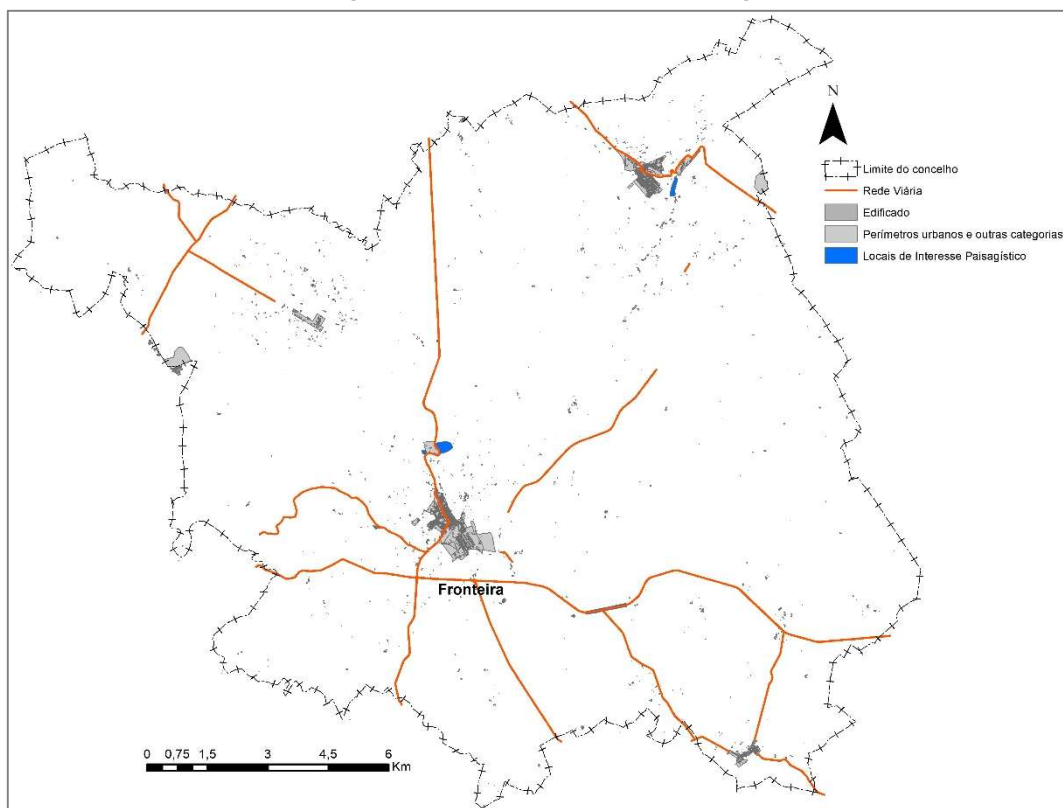 N
Limite do concelho
Rede Viária
Edificado
Perímetros urbanos e outras categorias
Locais de Interesse Paisagístico
Fronteira
0 0,75 1,5 3 4,5 6
Km